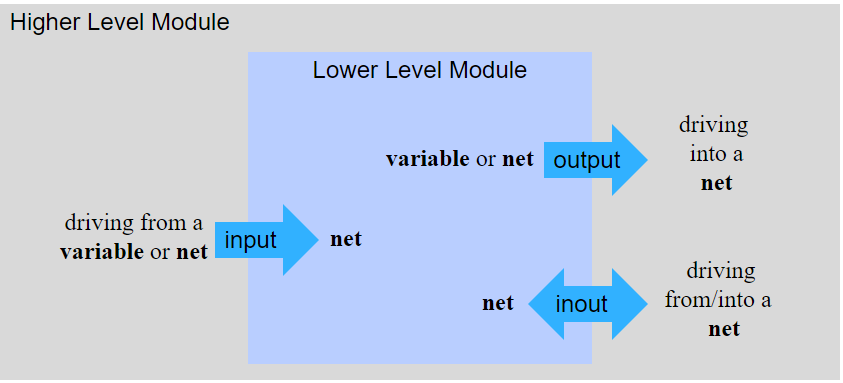 Higher Level Module
Lower Level Module
variable or net
output
driving
into a
net
driving from a
variable or net
input
net
net
inout
driving
from/into a
net